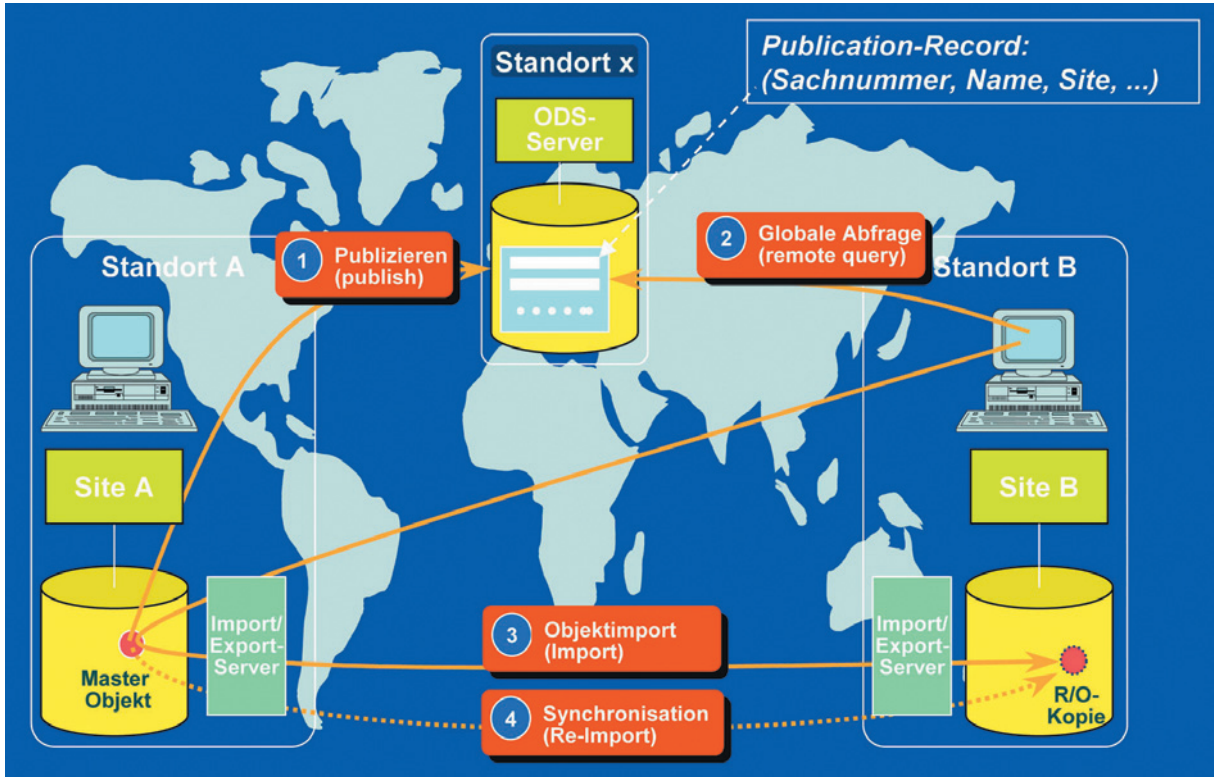 Standort x
ODS-
Server
Publication-Record:
(Sachnummer, Name, Site, ...)
1
Publizieren
(publish)
2
Globale Abfrage
(remote query)
Standort A
Standort B
Site A
Site B
Import/
Export-
Server
Master
Objekt
3
Objektimport
(Import)
4
Synchronisation
(Re-Import)
Import/
Export-
Server
R/O-
Kopie